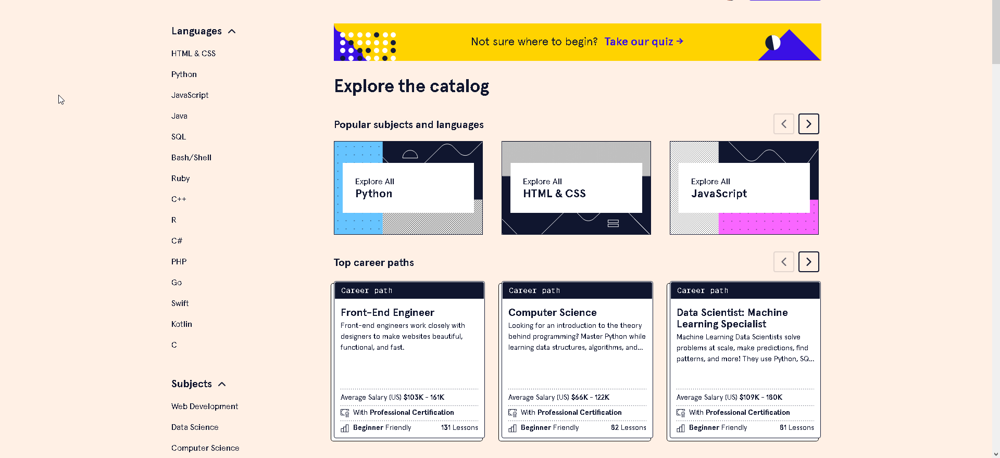 Languages
HTML & CSS
Python
JavaScript
Java
SQL
Bash/Shell
Ruby
C++
R
C#
PHP
Go
Swift
Kotlin
C
Subjects
Web Development
Data Science
Computer Science
Not sure where to begin? Take our quiz →
Explore the catalog
Popular subjects and languages
Explore All
Python
Explore All
HTML & CSS
Explore All
JavaScript
Top career paths
Career path
Front-End Engineer
Front-end engineers work closely with
designers to make websites beautiful,
functional, and fast.
Average Salary (US) $103K - 161K
With Professional Certification
Beginner Friendly
131 Lessons
Career path
Computer Science
Looking for an introduction to the theory
behind programming? Master Python while
learning data structures, algorithms, and...
Average Salary (US) $66K - 122K
With Professional Certification
Beginner Friendly
82 Lessons
Career path
Data Scientist: Machine
Learning Specialist
Machine Learning Data Scientists solve
problems at scale, make predictions, find
patterns, and more! They use Python, SQ...
Average Salary (US) $109K - 180K
With Professional Certification
Beginner Friendly
81 Lessons